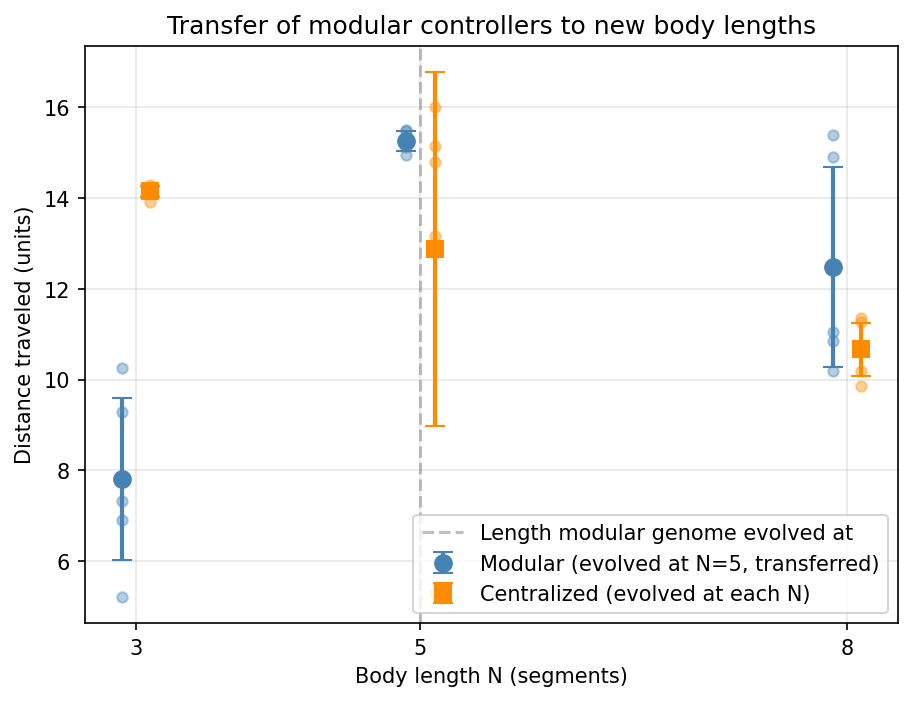 Transfer of modular controllers to new body lengths
Distance traveled (units)
16
14
12
10
8
6
Length modular genome evolved at
Modular (evolved at N=5, transferred)
Centralized (evolved at each N)
3 5 8
Body length N (segments)